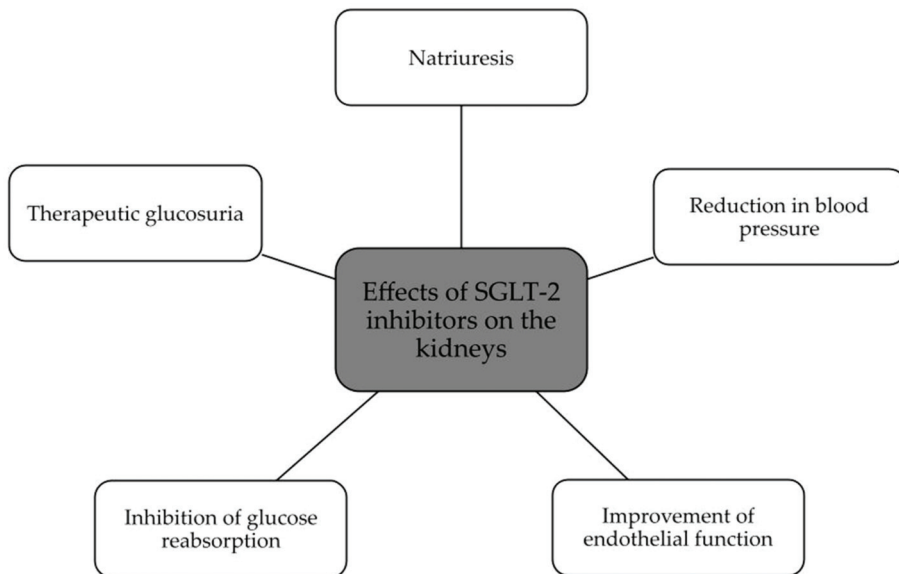 Natriuresis
Therapeutic glucosuria
Reduction in blood
pressure
Effects of SGLT-2
inhibitors on the
kidneys
Inhibition of glucose
reabsorption
Improvement of
endothelial function